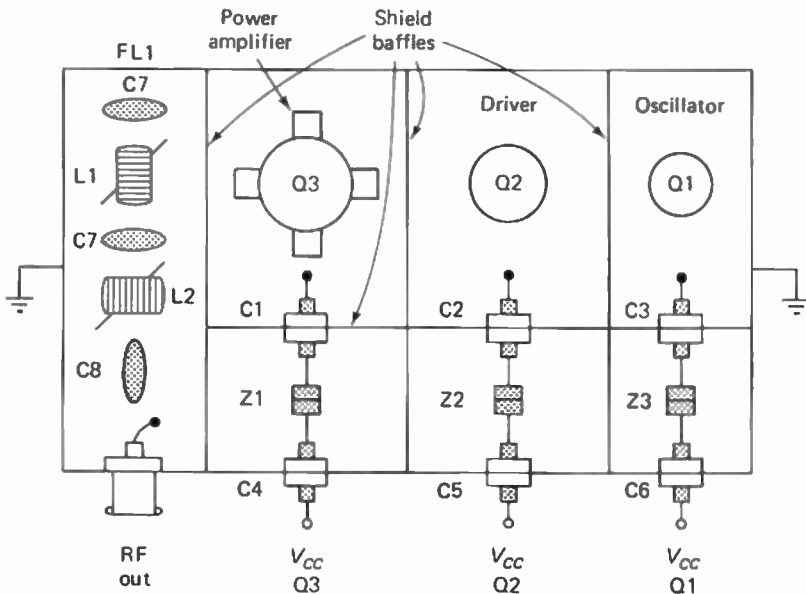 Power
amplifier
Shield
baffles
FL1
C7
Driver
Oscillator
L1
Q3
Q2
Q1
C7
L2
C1
C2
C3
C8
Z1
Z2
Z3
C4
C5
C6
RF
out
VCC
Q3
VCC
Q2
VCC
Q1